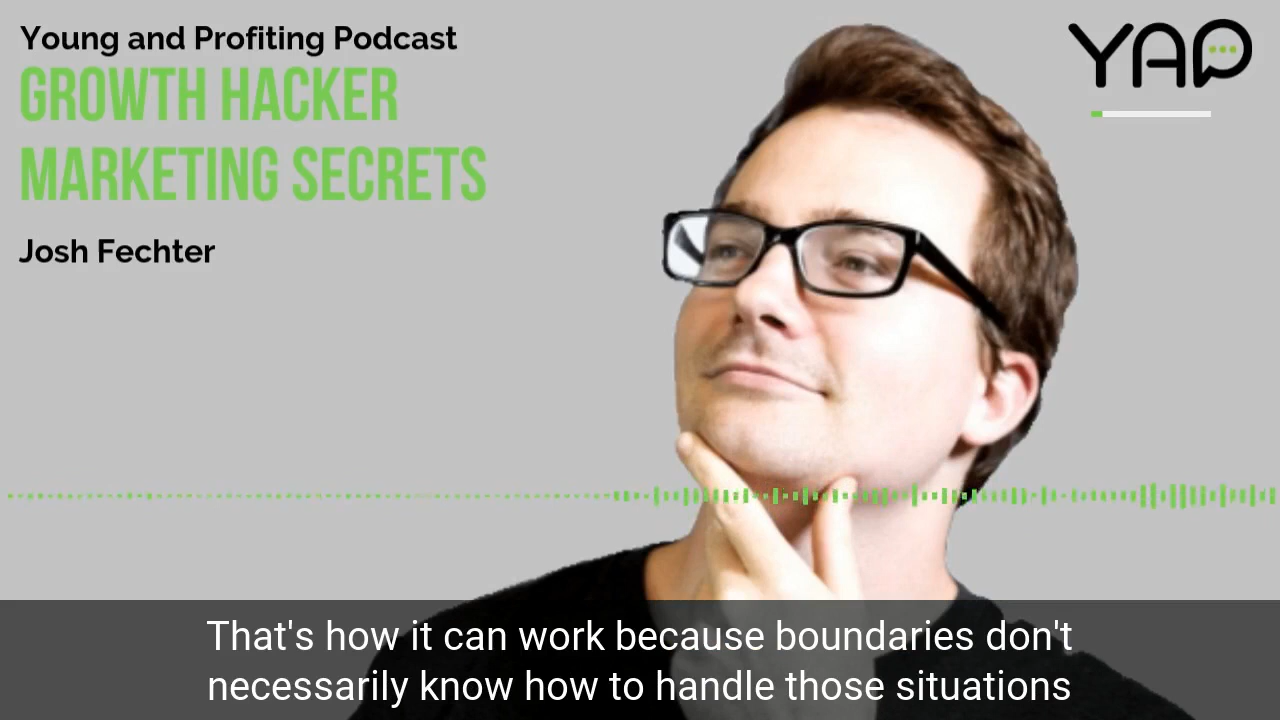 Young and Profiting Podcast
GROWTH HACKER
MARKETING SECRETS
Josh Fechter
YAP
That's how it can work because boundaries don't
necessarily know how to handle those situations